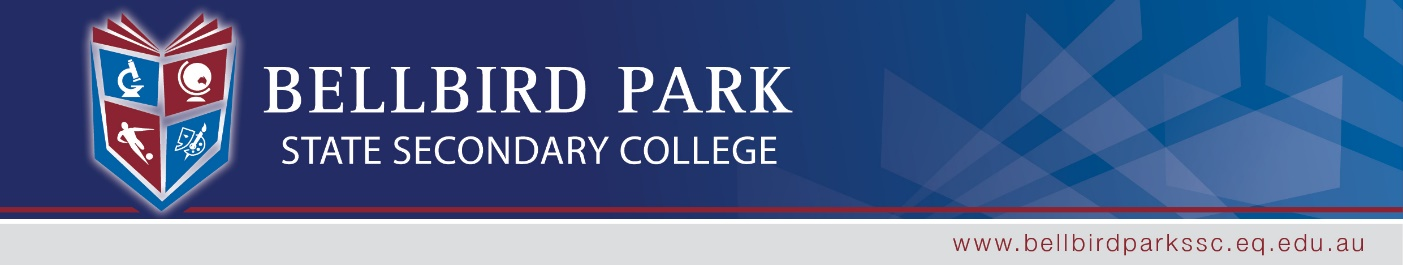 BELLBIRD PARK
STATE SECONDARY COLLEGE
www.bellbirdparkssc.eq.edu.au